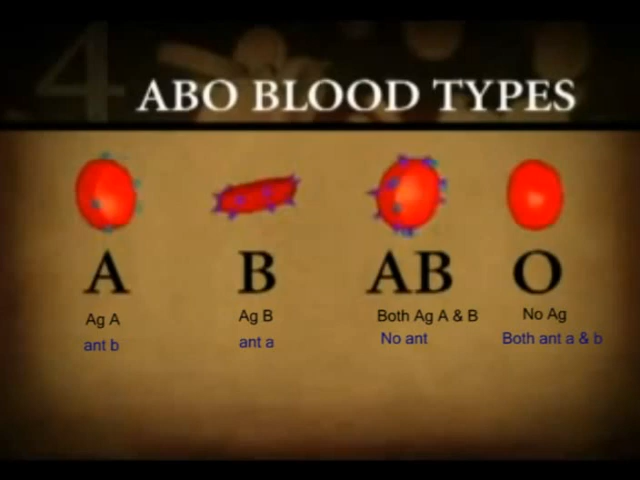 4
ABO BLOOD TYPES
A B AB O
Ag A Ag B Both Ag A & B No Ag
ant b ant a No ant Both ant a & b